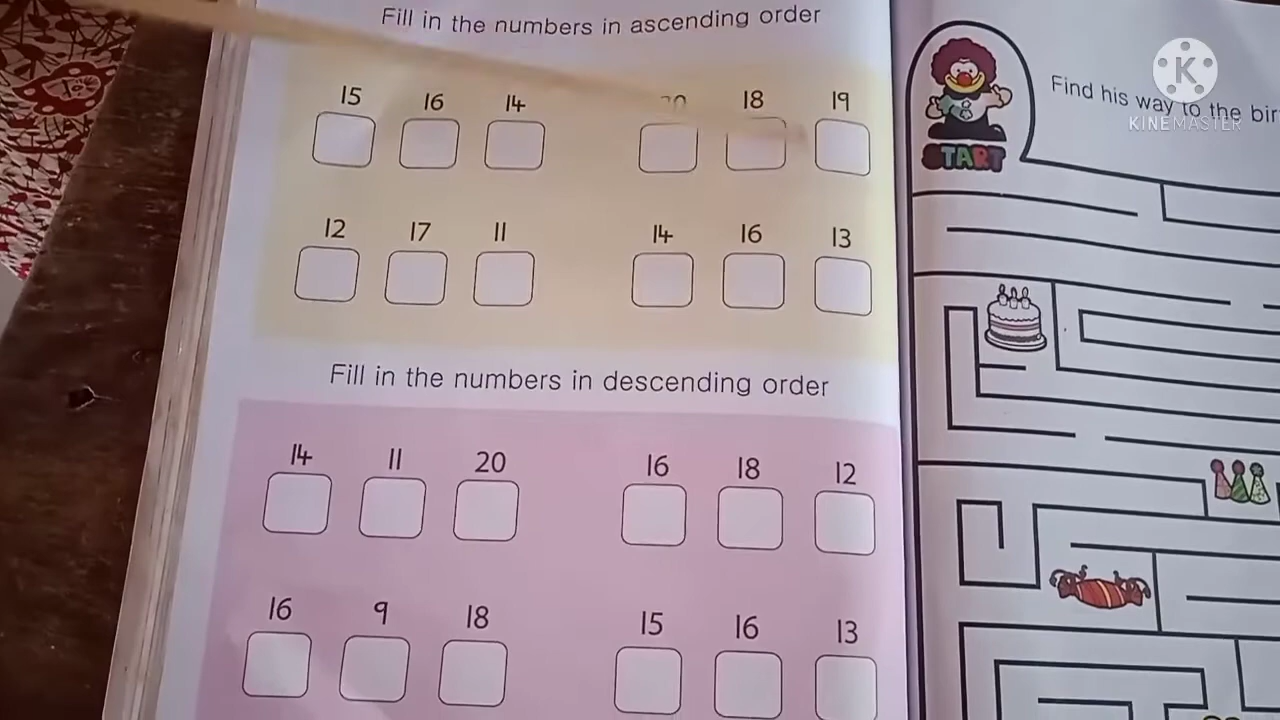 Fill in the numbers in ascending order
15 16 14 20 18 19
12 17 11 14 16 13
Fill in the numbers in descending order
14 11 20 16 18 12
16 9 18 15 16 13
START
Find his way to the
K
KINEMASTER